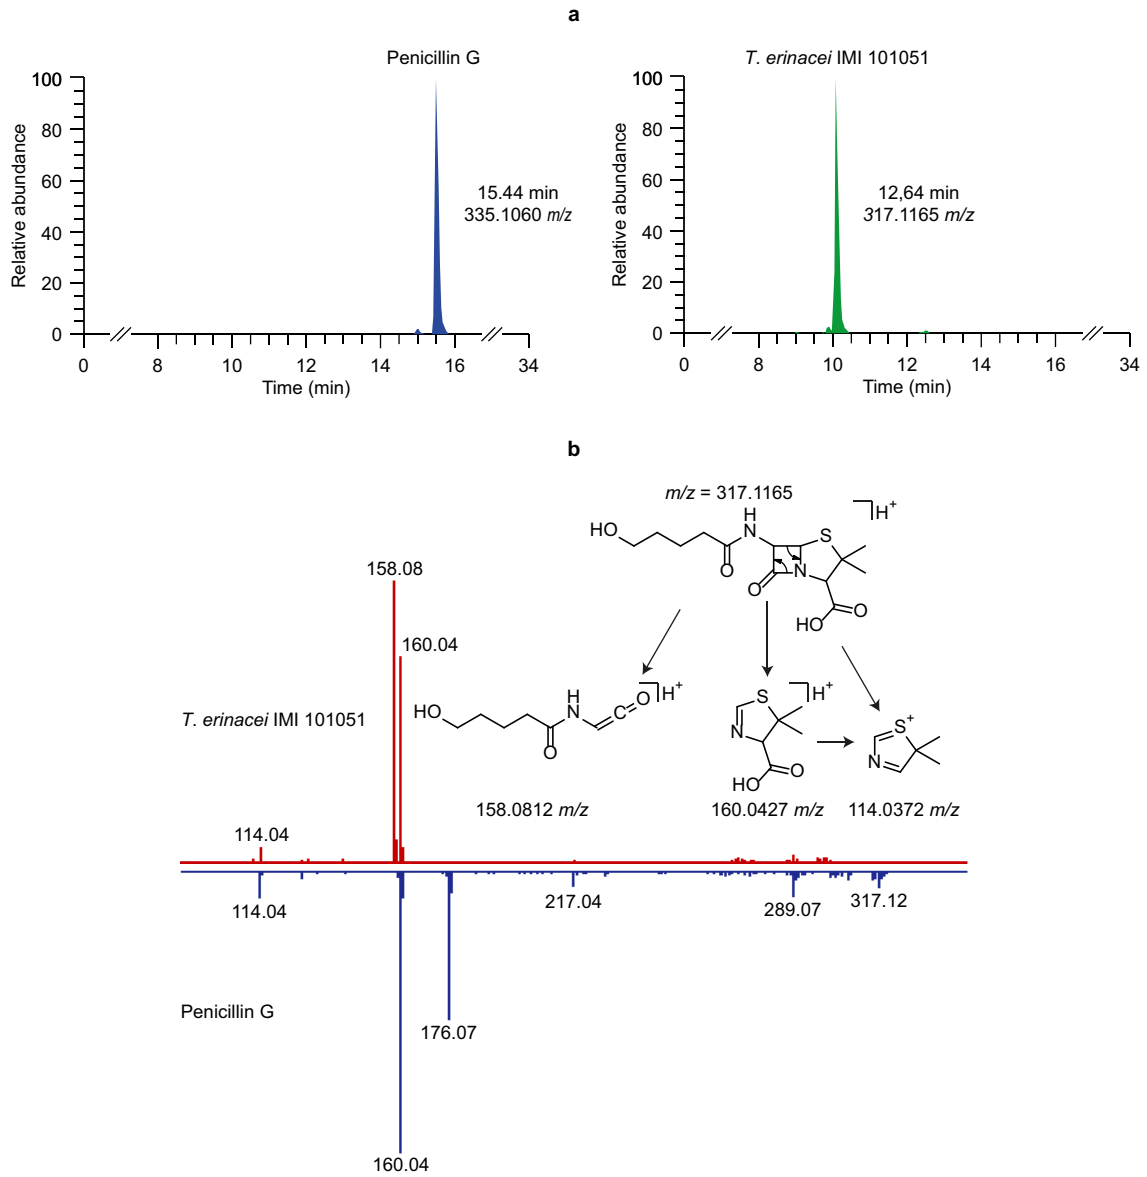 a
Penicillin G
Relative abundance
100
80
60
40
20
0
15.44 min
335.1060 m/z
0 8 10 12 14 16 34
Time (min)
T. erinacei IMI 101051
Relative abundance
100
80
60
40
20
0
12,64 min
317.1165 m/z
0 8 10 12 14 16 34
Time (min)
b
m/z = 317.1165
H+
HO
O
H
N
S
O
N
HO
O
158.08
160.04
T. erinacei IMI 101051
114.04
HO
O
H
N
O
H+
158.0812 m/z
S
N
HO
O
H+
160.0427 m/z
S+
N
114.0372 m/z
114.04
217.04
289.07
317.12
Penicillin G
176.07
160.04